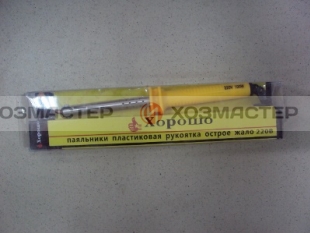 ХОЗМАСТЕР ХОЗМАСТЕР
Хорошо
паяльники пластиковая рукоятка острое жало 220в